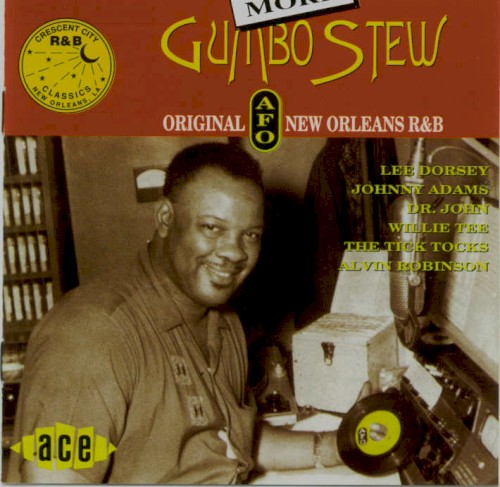 MORE
GUMBO STEW
CRESCENT CITY
R&B
CLASSICS
NEW ORLEANS, LA
ORIGINAL AFO NEW ORLEANS R&B
LEE DORSEY
JOHNNY ADAMS
DR. JOHN
WILLIE TEE
THE TICK TOCKS
ALVIN ROBINSON
ace